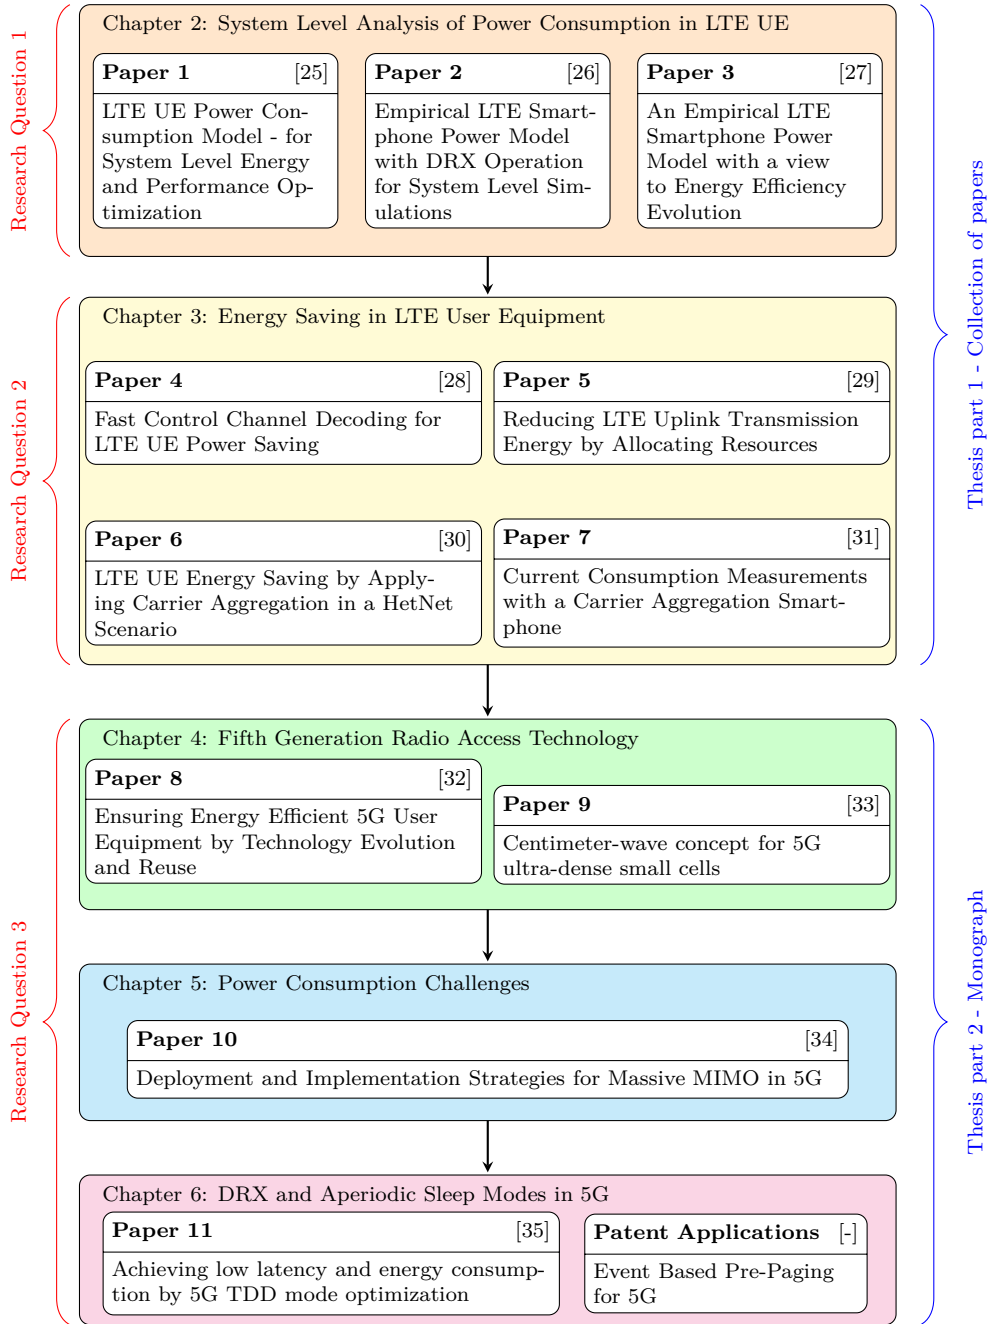 Research Question 1
Chapter 2: System Level Analysis of Power Consumption in LTE UE
Paper 1 [25]
LTE UE Power Con-
sumption Model - for
System Level Energy
and Performance Op-
timization
Paper 2 [26]
Empirical LTE Smart-
phone Power Model
with DRX Operation
for System Level Sim-
ulations
Paper 3 [27]
An Empirical LTE
Smartphone Power
Model with a view
to Energy Efficiency
Evolution
Thesis part 1 - Collection of papers
Research Question 2
Chapter 3: Energy Saving in LTE User Equipment
Paper 4 [28]
Fast Control Channel Decoding for
LTE UE Power Saving
Paper 5 [29]
Reducing LTE Uplink Transmission
Energy by Allocating Resources
Paper 6 [30]
LTE UE Energy Saving by Apply-
ing Carrier Aggregation in a HetNet
Scenario
Paper 7 [31]
Current Consumption Measurements
with a Carrier Aggregation Smart-
phone
Research Question 3
Chapter 4: Fifth Generation Radio Access Technology
Paper 8 [32]
Ensuring Energy Efficient 5G User
Equipment by Technology Evolution
and Reuse
Paper 9 [33]
Centimeter-wave concept for 5G
ultra-dense small cells
Thesis part 2 - Monograph
Chapter 5: Power Consumption Challenges
Paper 10 [34]
Deployment and Implementation Strategies for Massive MIMO in 5G
Chapter 6: DRX and Aperiodic Sleep Modes in 5G
Paper 11 [35]
Achieving low latency and energy consump-
tion by 5G TDD mode optimization
Patent Applications [-]
Event Based Pre-Paging
for 5G